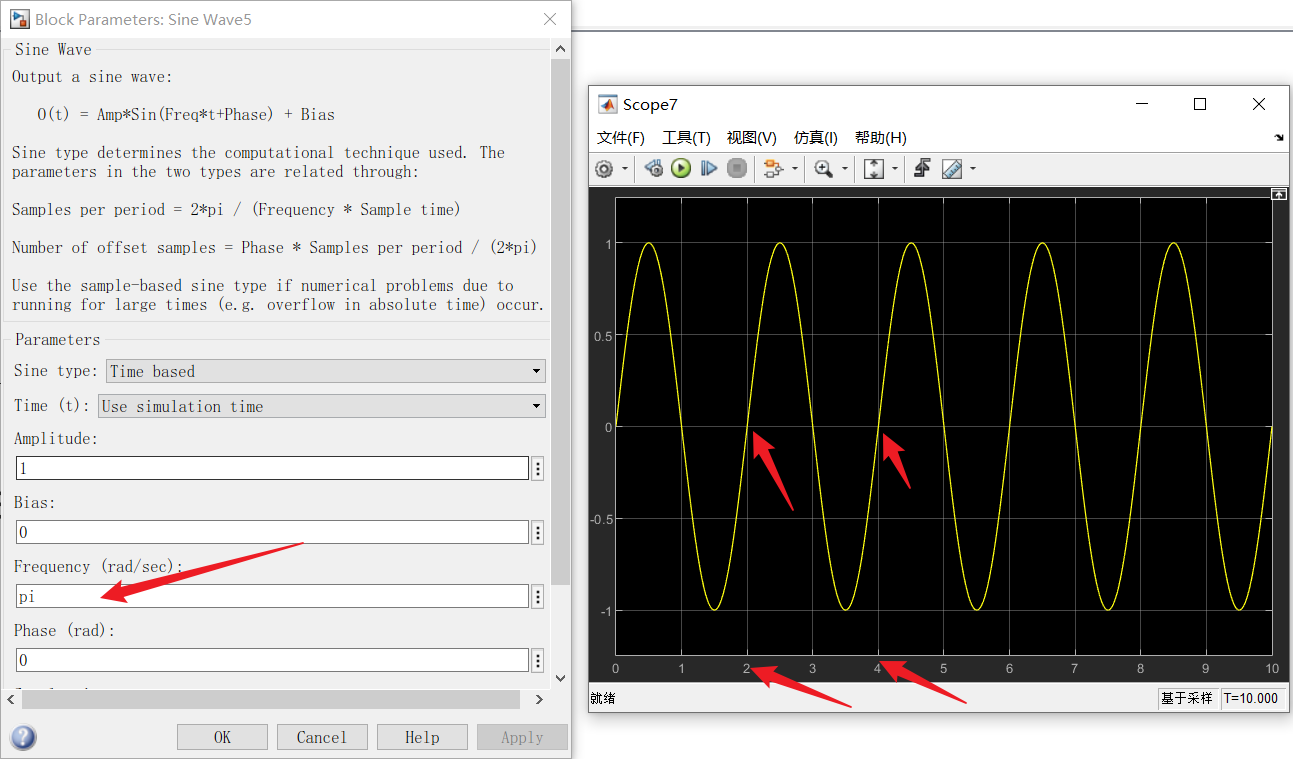 Block Parameters: Sine Wave5
Sine Wave
Output a sine wave:
O(t) = Amp*Sin(Freq*t+Phase) + Bias
Sine type determines the computational technique used. The
parameters in the two types are related through:
Samples per period = 2*pi / (Frequency * Sample time)
Number of offset samples = Phase * Samples per period / (2*pi)
Use the sample-based sine type if numerical problems due to
running for large times (e.g. overflow in absolute time) occur.
Parameters
Sine type: Time based
Time (t): Use simulation time
Amplitude:
1
Bias:
0
Frequency (rad/sec):
pi
Phase (rad):
0
OK Cancel Help Apply
Scope7
文件(F) 工具(T) 视图(V) 仿真(I) 帮助(H)
1
0.5
0
-0.5
-1
0 1 2 3 4 5 6 7 8 9 10
就绪 基于采样 T=10.000